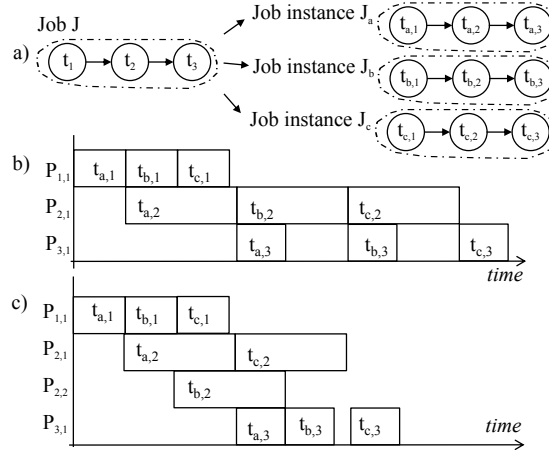 Job J
a) t1 t2 t3
Job instance Ja ta,1 ta,2 ta,3
Job instance Jb tb,1 tb,2 tb,3
Job instance Jc tc,1 tc,2 tc,3
b)
P1,1 ta,1 tb,1 tc,1
P2,1 ta,2 tb,2 tc,2
P3,1 ta,3 tb,3 tc,3
time
c)
P1,1 ta,1 tb,1 tc,1
P2,1 ta,2 tc,2
P2,2 tb,2
P3,1 ta,3 tb,3 tc,3
time